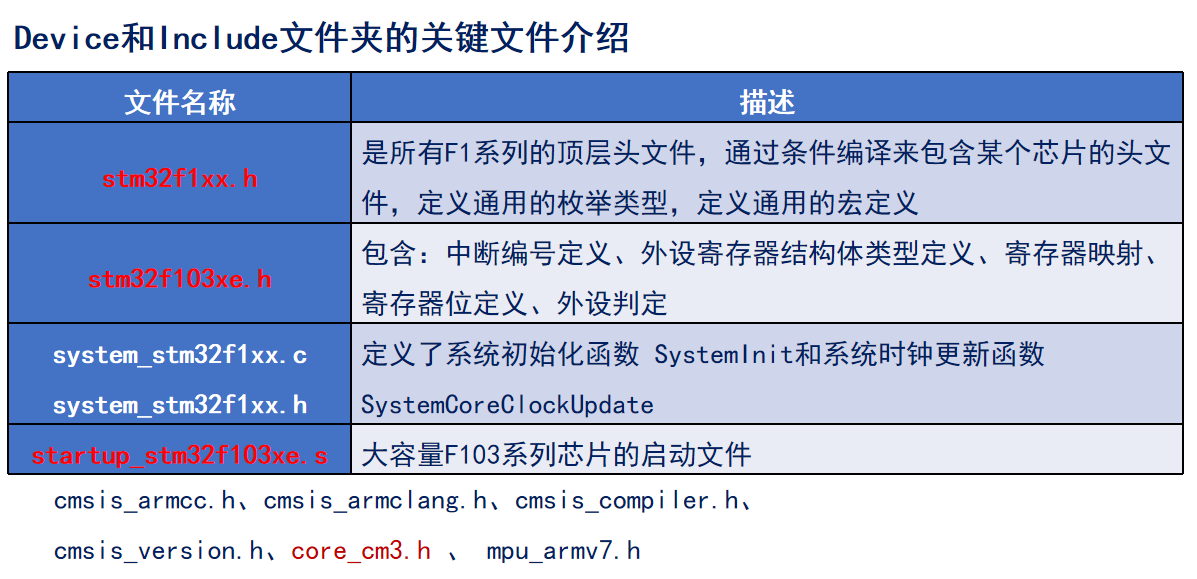 Device和Include文件夹的关键文件介绍
文件名称
描述
stm32f1xx.h
是所有F1系列的顶层头文件，通过条件编译来包含某个芯片的头文
件，定义通用的枚举类型，定义通用的宏定义
stm32f103xe.h
包含：中断编号定义、外设寄存器结构体类型定义、寄存器映射、
寄存器位定义、外设判定
system_stm32f1xx.c
system_stm32f1xx.h
定义了系统初始化函数 SystemInit和系统时钟更新函数
SystemCoreClockUpdate
startup_stm32f103xe.s
大容量F103系列芯片的启动文件
cmsis_armcc.h、cmsis_armclang.h、cmsis_compiler.h、
cmsis_version.h、core_cm3.h 、 mpu_armv7.h